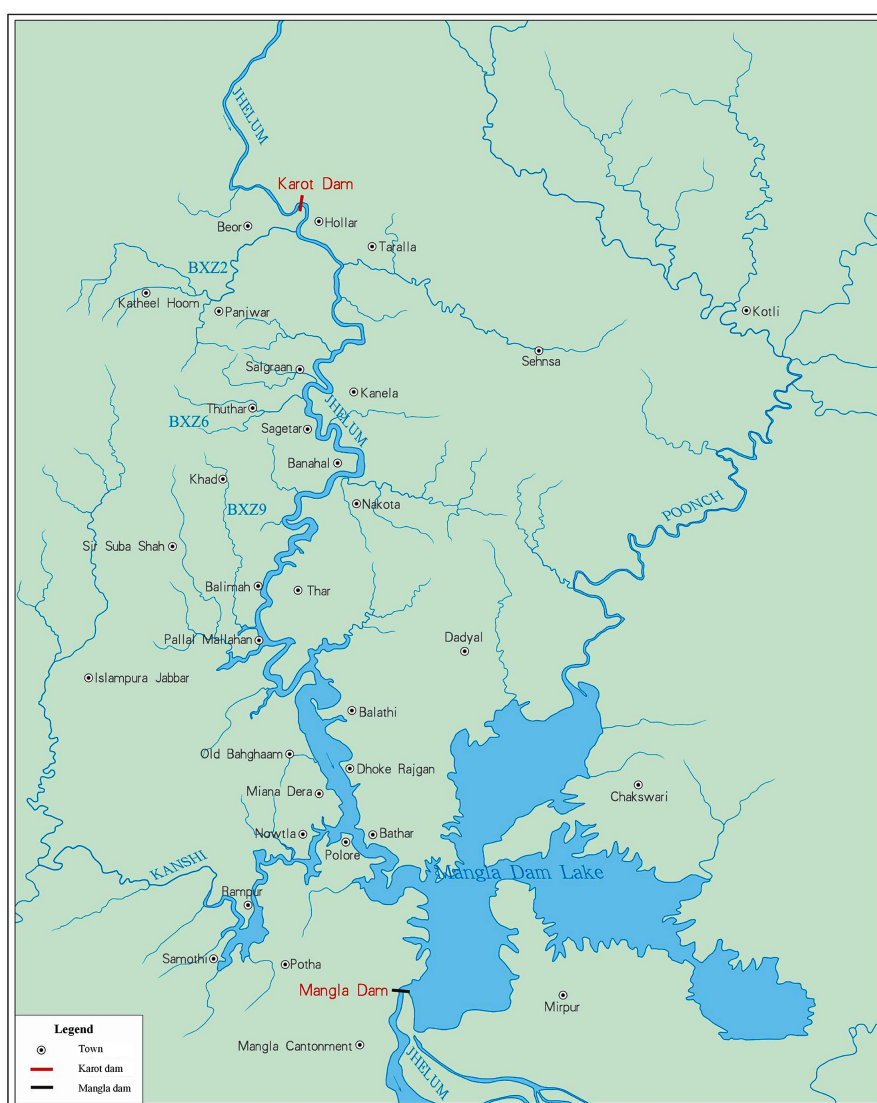 JHELUM
Karot Dam
Beor
Hollar
Taralla
BXZ2
Katheel Hoorn
Panjwar
Kotli
Sehnsa
Salgraan
Kanela
Thuthar
JHELUM
BXZ6
Sagetar
Banahal
Khad
Nakota
POONCH
BXZ9
Sir Suba Shah
Balimah
Thar
Pallal Mallahan
Dadyal
Islampura Jabbar
Balathi
Old Bahghaam
Dhoke Rajgan
Miana Dera
Chakswari
Nowtla
Bathar
Polore
KANSHI
Mangla Dam Lake
Rampur
Samothi
Potha
Mangla Dam
Mirpur
Mangla Cantonment
JHELUM
Legend
Town
Karot dam
Mangla dam